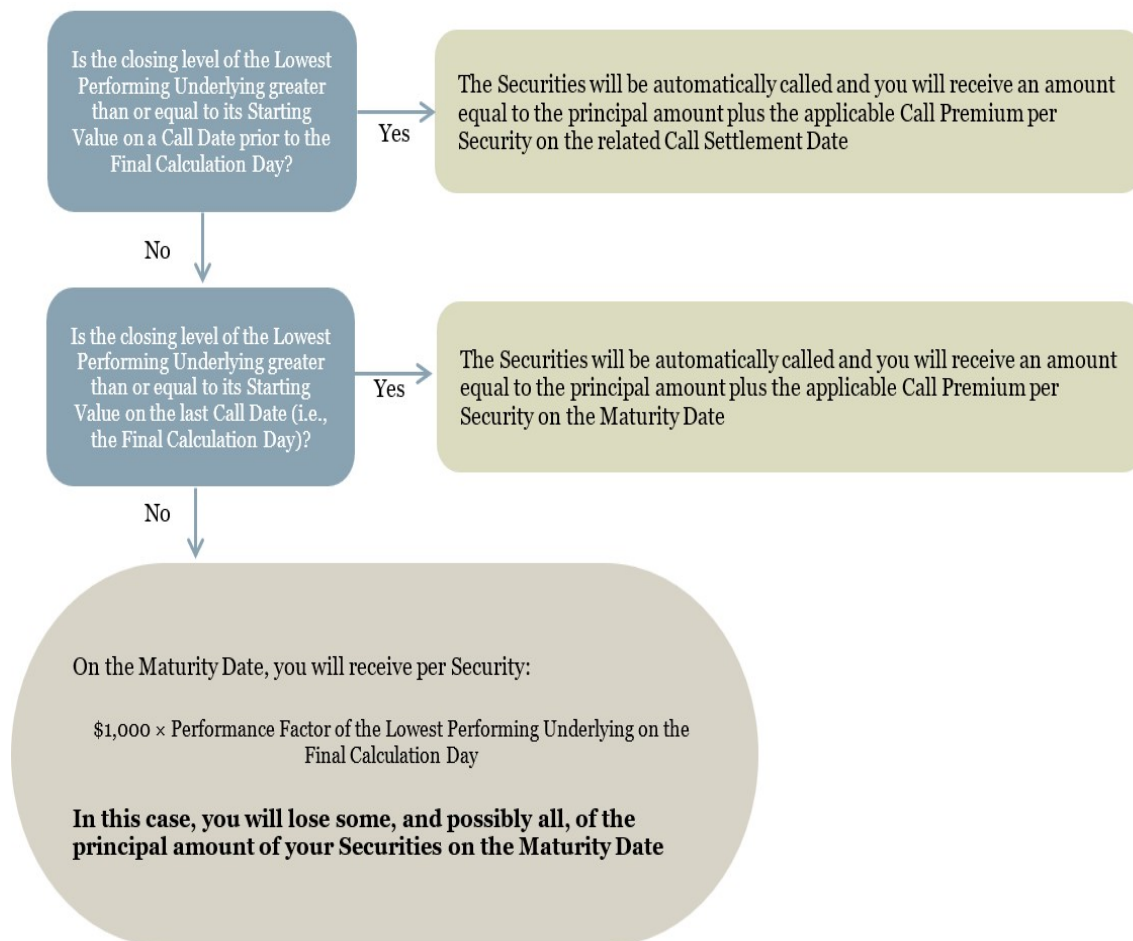 Is the closing level of the Lowest
Performing Underlying greater
than or equal to its Starting
Value on a Call Date prior to the
Final Calculation Day?
Yes
The Securities will be automatically called and you will receive an amount
equal to the principal amount plus the applicable Call Premium per
Security on the related Call Settlement Date
No
Is the closing level of the Lowest
Performing Underlying greater
than or equal to its Starting
Value on the last Call Date (i.e.,
the Final Calculation Day)?
Yes
The Securities will be automatically called and you will receive an amount
equal to the principal amount plus the applicable Call Premium per
Security on the Maturity Date
No
On the Maturity Date, you will receive per Security:
$1,000 × Performance Factor of the Lowest Performing Underlying on the
Final Calculation Day
In this case, you will lose some, and possibly all, of the
principal amount of your Securities on the Maturity Date